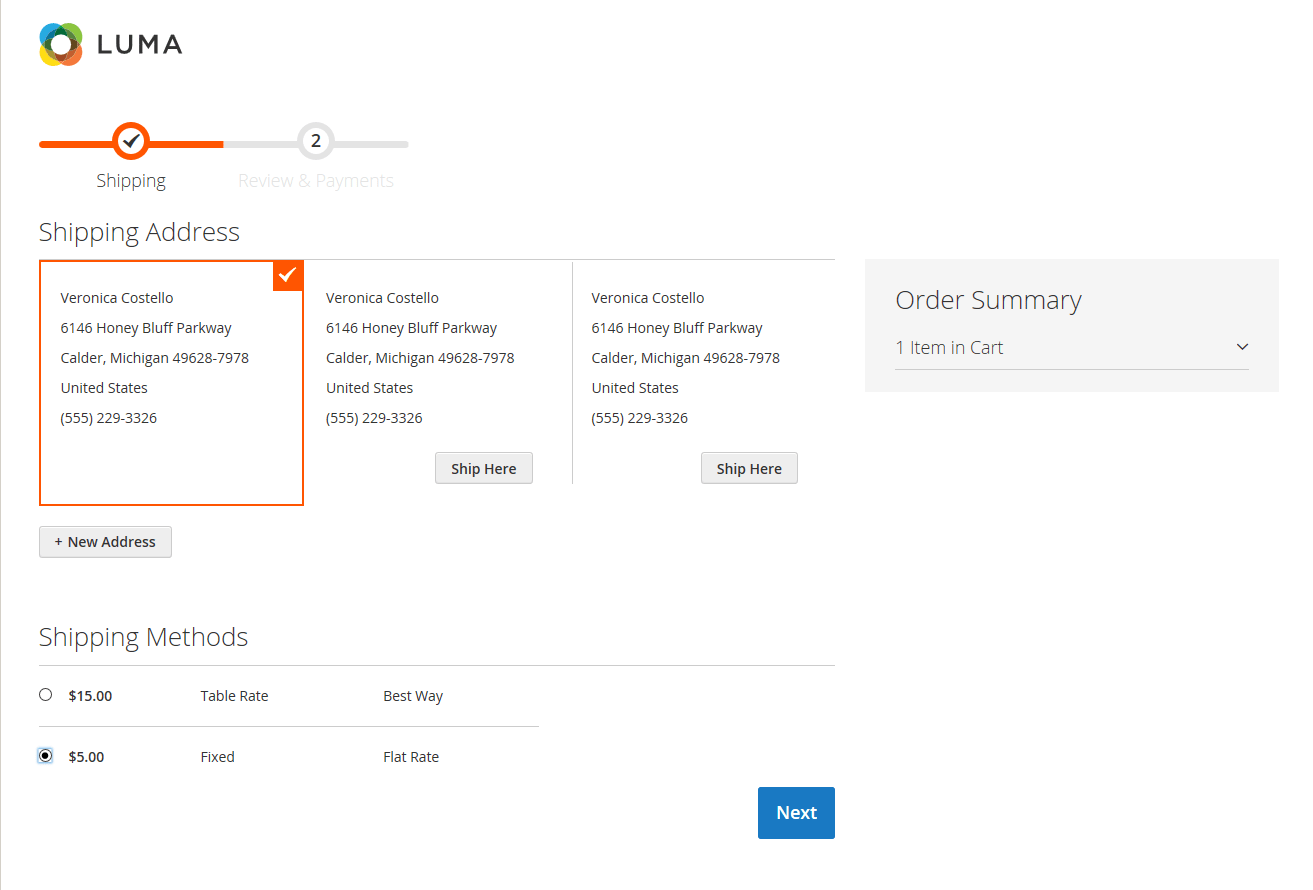 LUMA
2
Shipping
Review & Payments
Shipping Address
Veronica Costello
6146 Honey Bluff Parkway
Calder, Michigan 49628-7978
United States
(555) 229-3326
Veronica Costello
6146 Honey Bluff Parkway
Calder, Michigan 49628-7978
United States
(555) 229-3326
Ship Here
Veronica Costello
6146 Honey Bluff Parkway
Calder, Michigan 49628-7978
United States
(555) 229-3326
Ship Here
+ New Address
Order Summary
1 Item in Cart
Shipping Methods
$15.00 Table Rate Best Way
$5.00 Fixed Flat Rate
Next